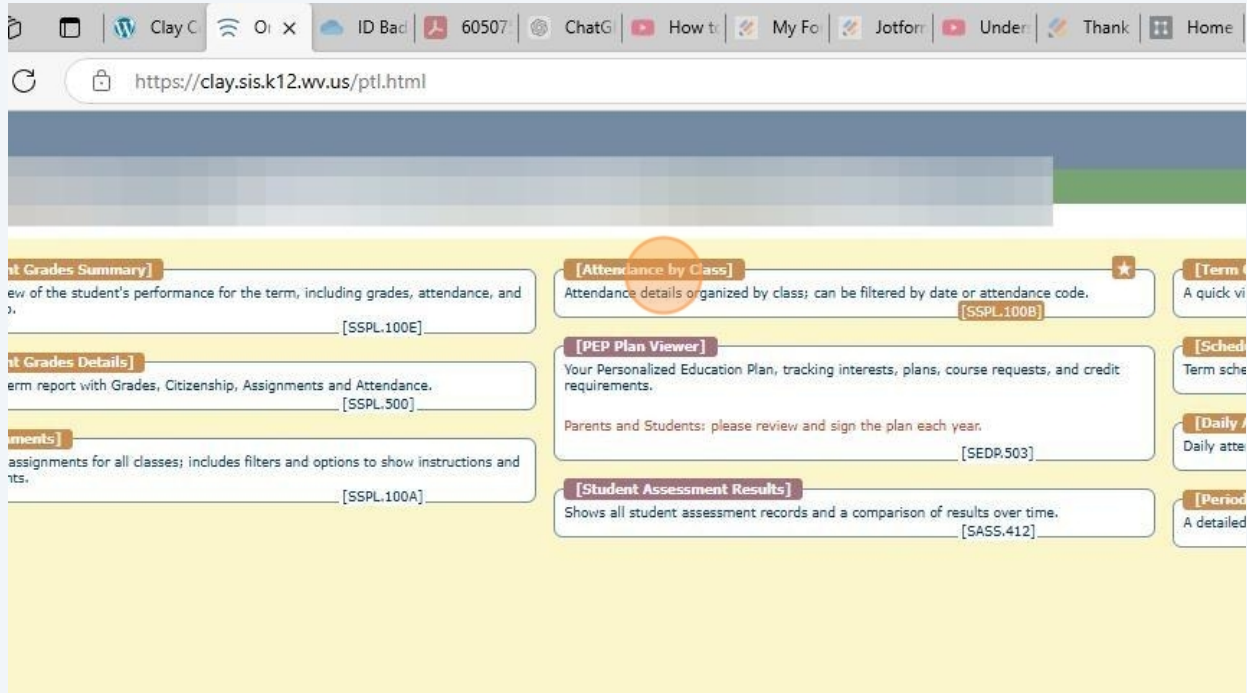 Clay C
Or
ID Bad
60507
ChatG
How to
My Fo
Jotform
Under
Thank
Home
https://clay.sis.k12.wv.us/ptl.html
nt Grades Summary]
ew of the student's performance for the term, including grades, attendance, and
[SSPL.100E]
nt Grades Details]
erm report with Grades, Citizenship, Assignments and Attendance.
[SSPL.500]
ments]
assignments for all classes; includes filters and options to show instructions and
nts.
[SSPL.100A]
[Attendance by Class]
Attendance details organized by class; can be filtered by date or attendance code.
[SSPL.100B]
[PEP Plan Viewer]
Your Personalized Education Plan, tracking interests, plans, course requests, and credit
requirements.
Parents and Students: please review and sign the plan each year.
[SEDP.503]
[Student Assessment Results]
Shows all student assessment records and a comparison of results over time.
[SASS.412]
[Term
A quick vi
[Sched
Term sche
[Daily A
Daily atte
[Period
A detailed